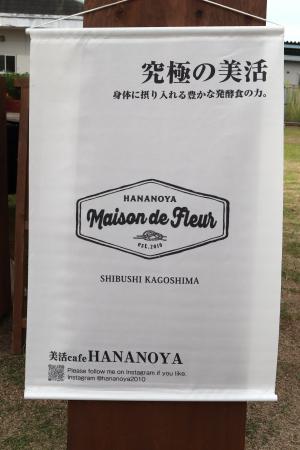 究極の美活
身体に摂り入れる豊かな発酵食の力。
HANANOYA
Maison de Fleur
est.2010
SHIBUSHI KAGOSHIMA
美活cafe HANANOYA
Please follow me on Instagram if you like.
Instagram @hananoya2010